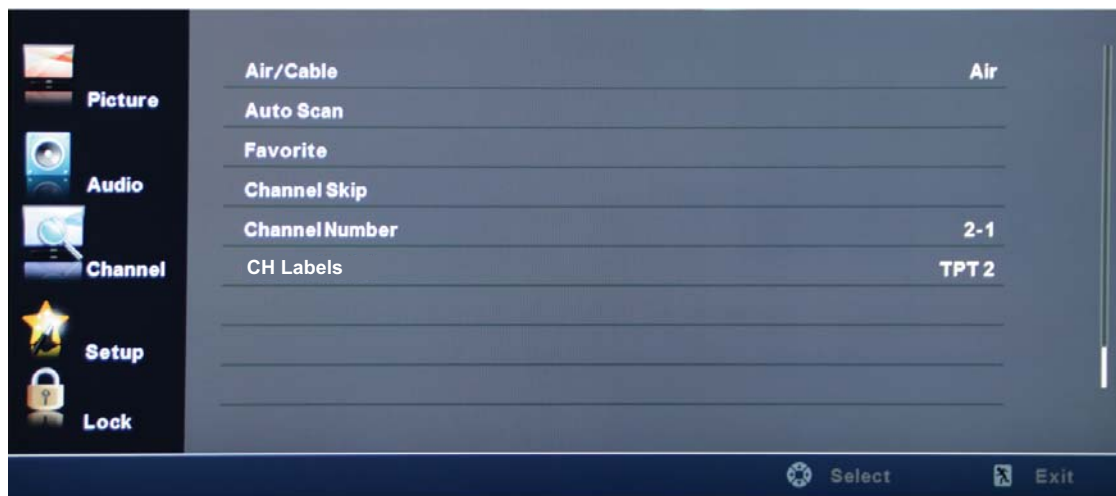 Picture
Audio
Channel
Setup
Lock
Air/Cable Air
Auto Scan
Favorite
Channel Skip
Channel Number 2-1
CH Labels TPT 2
Select Exit